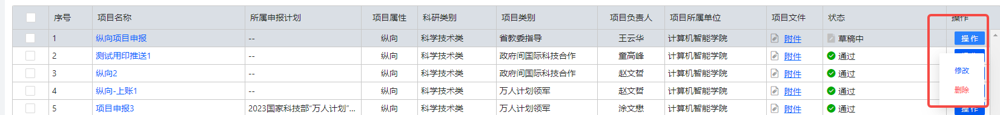 序号 项目名称 所属申报计划 项目属性 科研类别 项目类别 项目负责人 项目所属单位 项目文件 状态 操作
1 纵向项目申报 -- 纵向 科学技术类 省教委指导 王云华 计算机智能学院 附件 草稿中 操作
2 测试用印推送1 -- 纵向 科学技术类 政府间国际科技合作 童高峰 计算机智能学院 附件 通过
3 纵向2 -- 纵向 科学技术类 政府间国际科技合作 赵文哲 计算机智能学院 附件 通过 修改
4 纵向-上账1 -- 纵向 科学技术类 万人计划领军 赵文哲 计算机智能学院 附件 通过 删除
5 项目申报3 2023国家科技部“万人计划”... 纵向 科学技术类 万人计划领军 涂文懋 计算机智能学院 附件 通过 操作